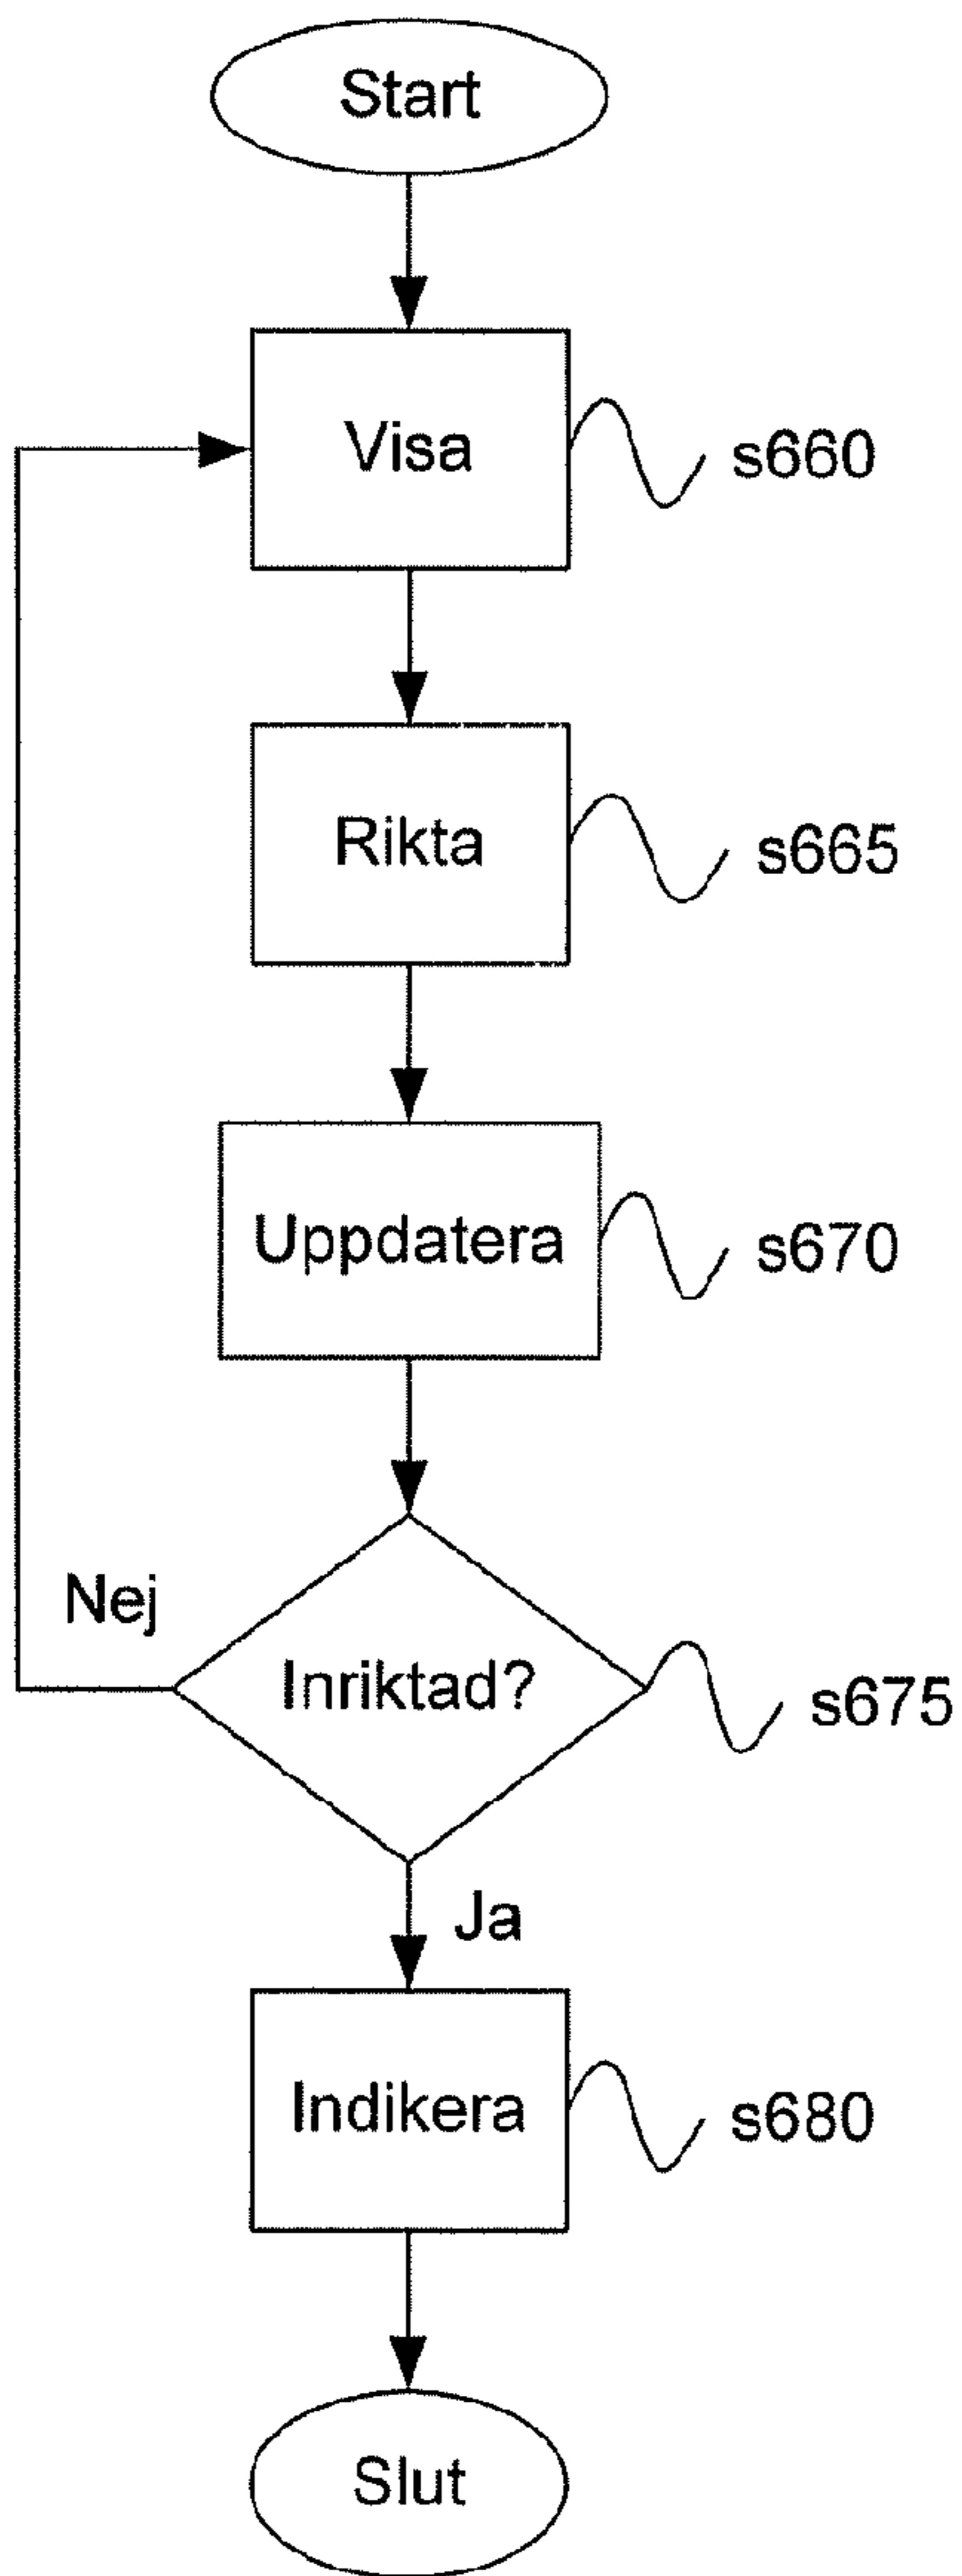 Start
Visa
s660
Rikta
s665
Uppdatera
s670
Nej
Inriktad?
s675
Ja
Indikera
s680
Slut